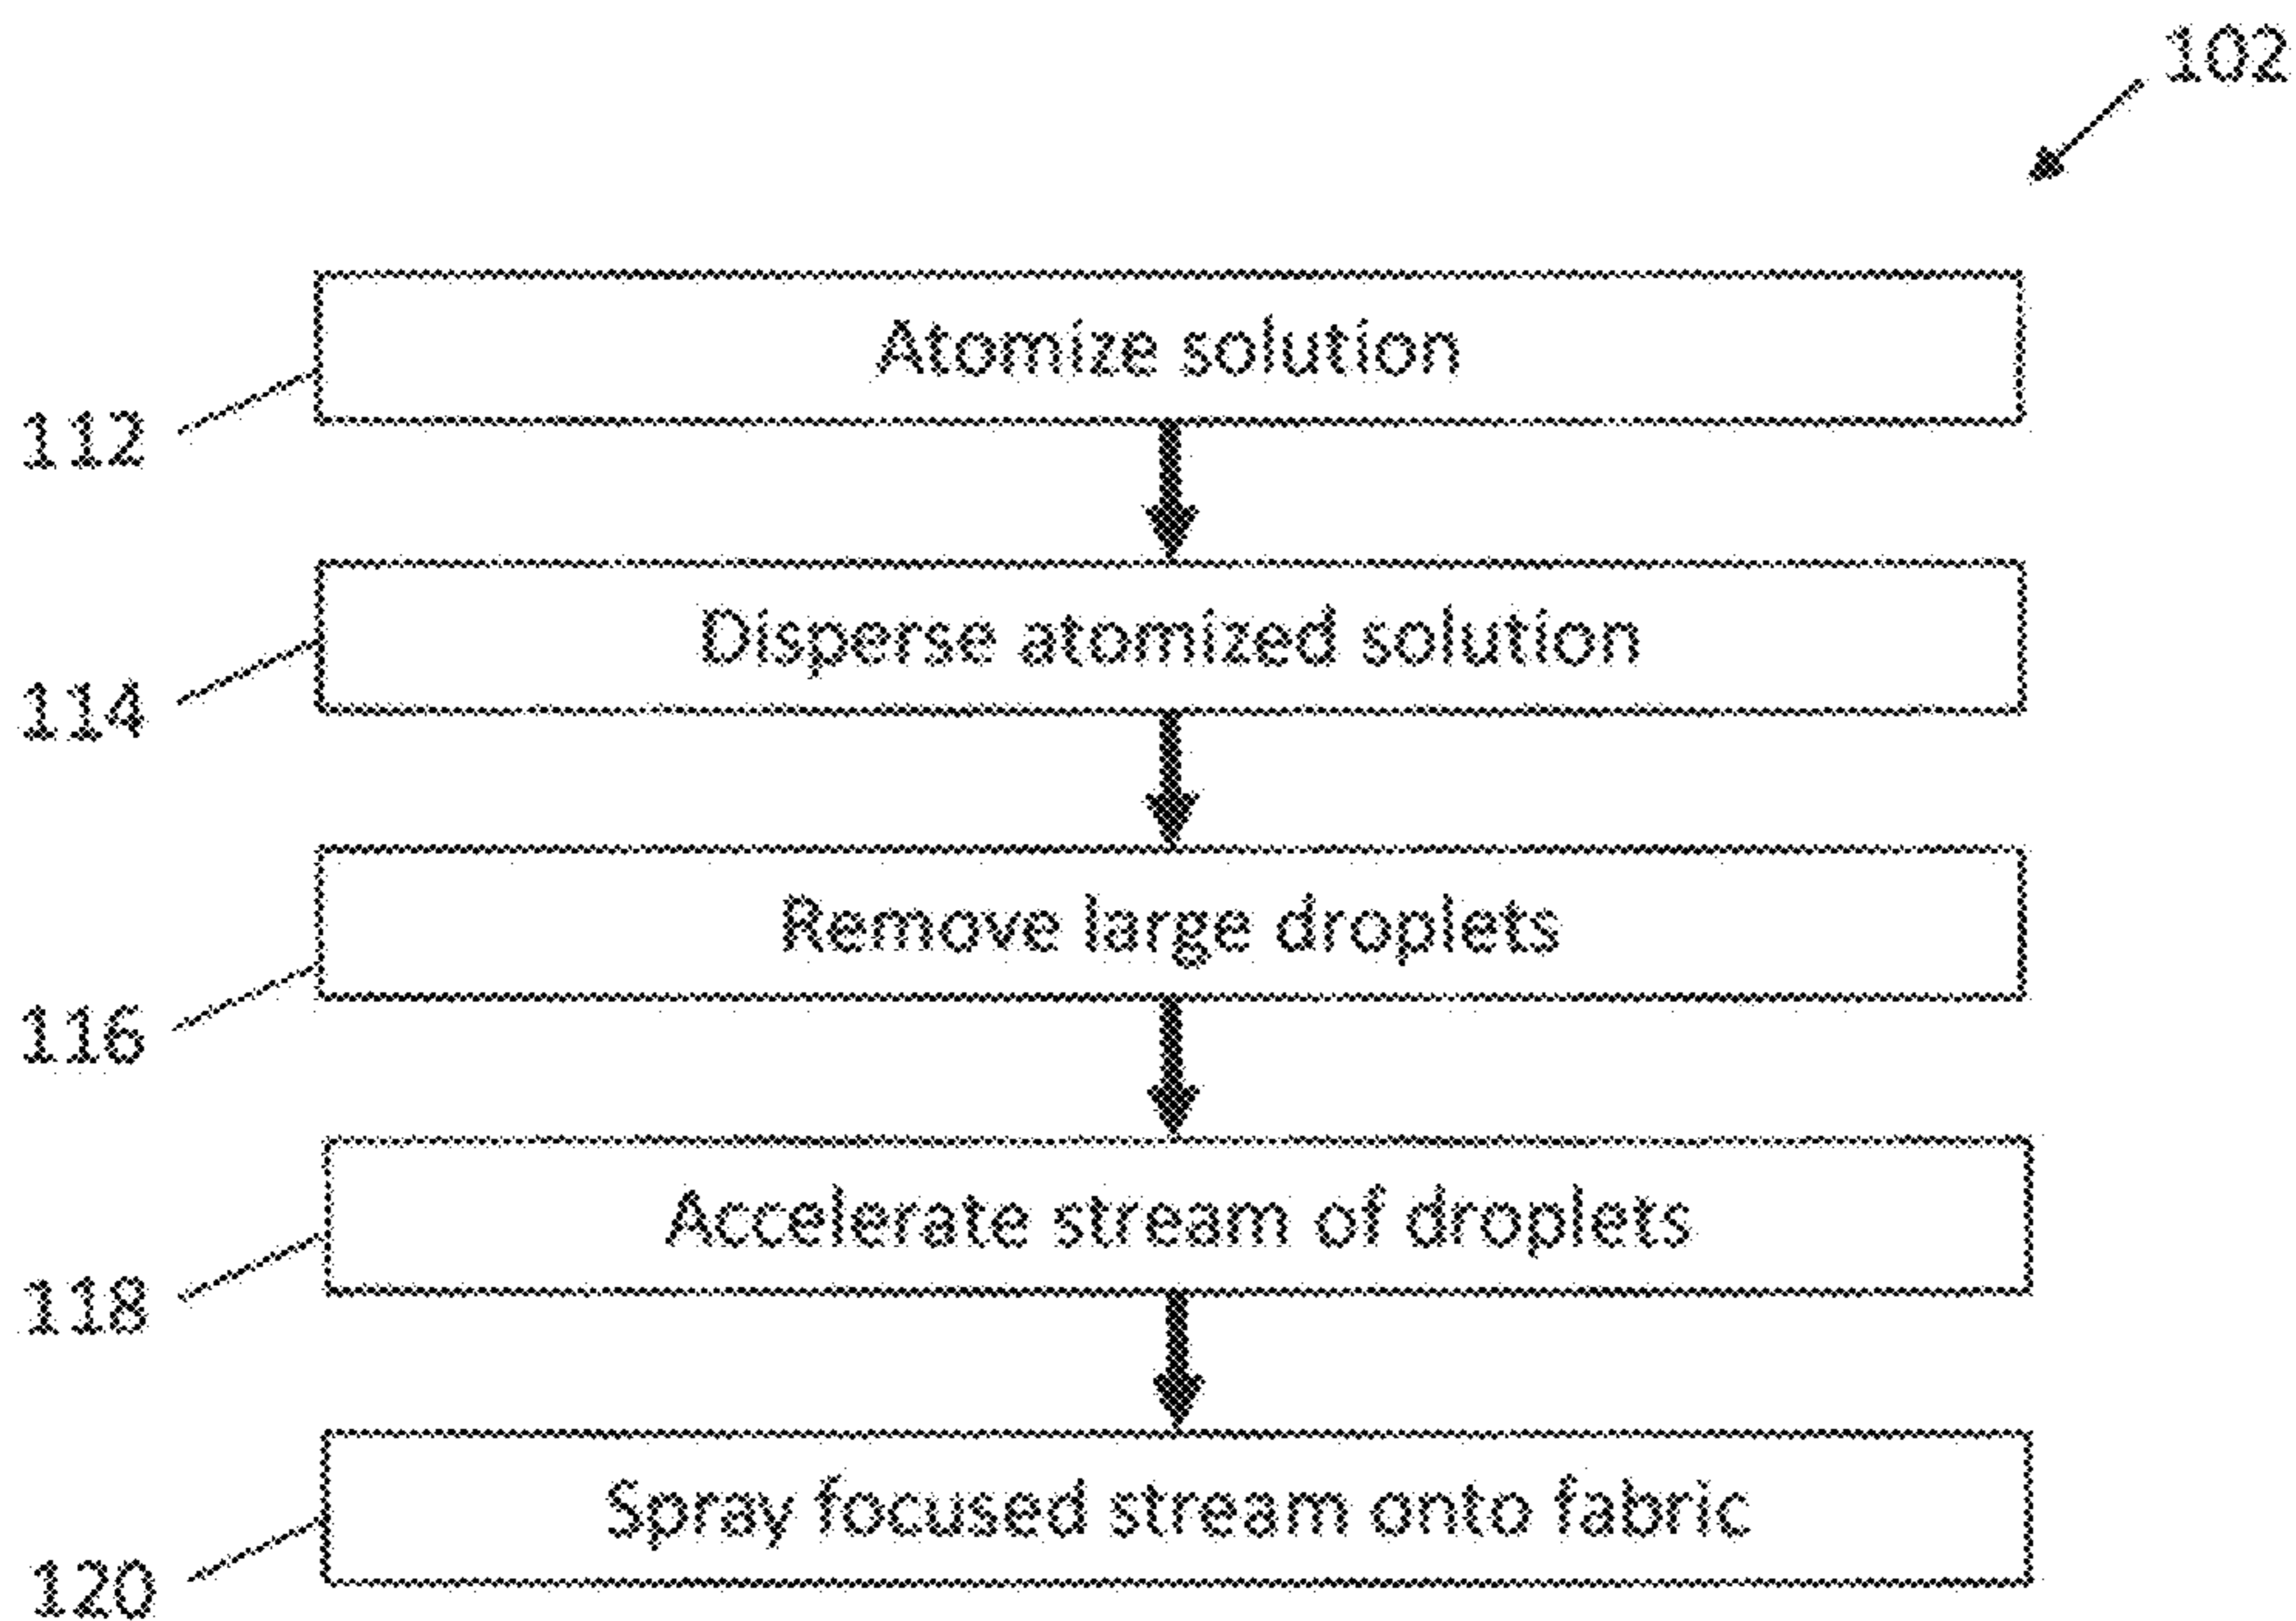 102
Atomize solution
112
Disperse atomized solution
114
Remove large droplets
116
Accelerate stream of droplets
118
Spray focused stream onto fabric
120